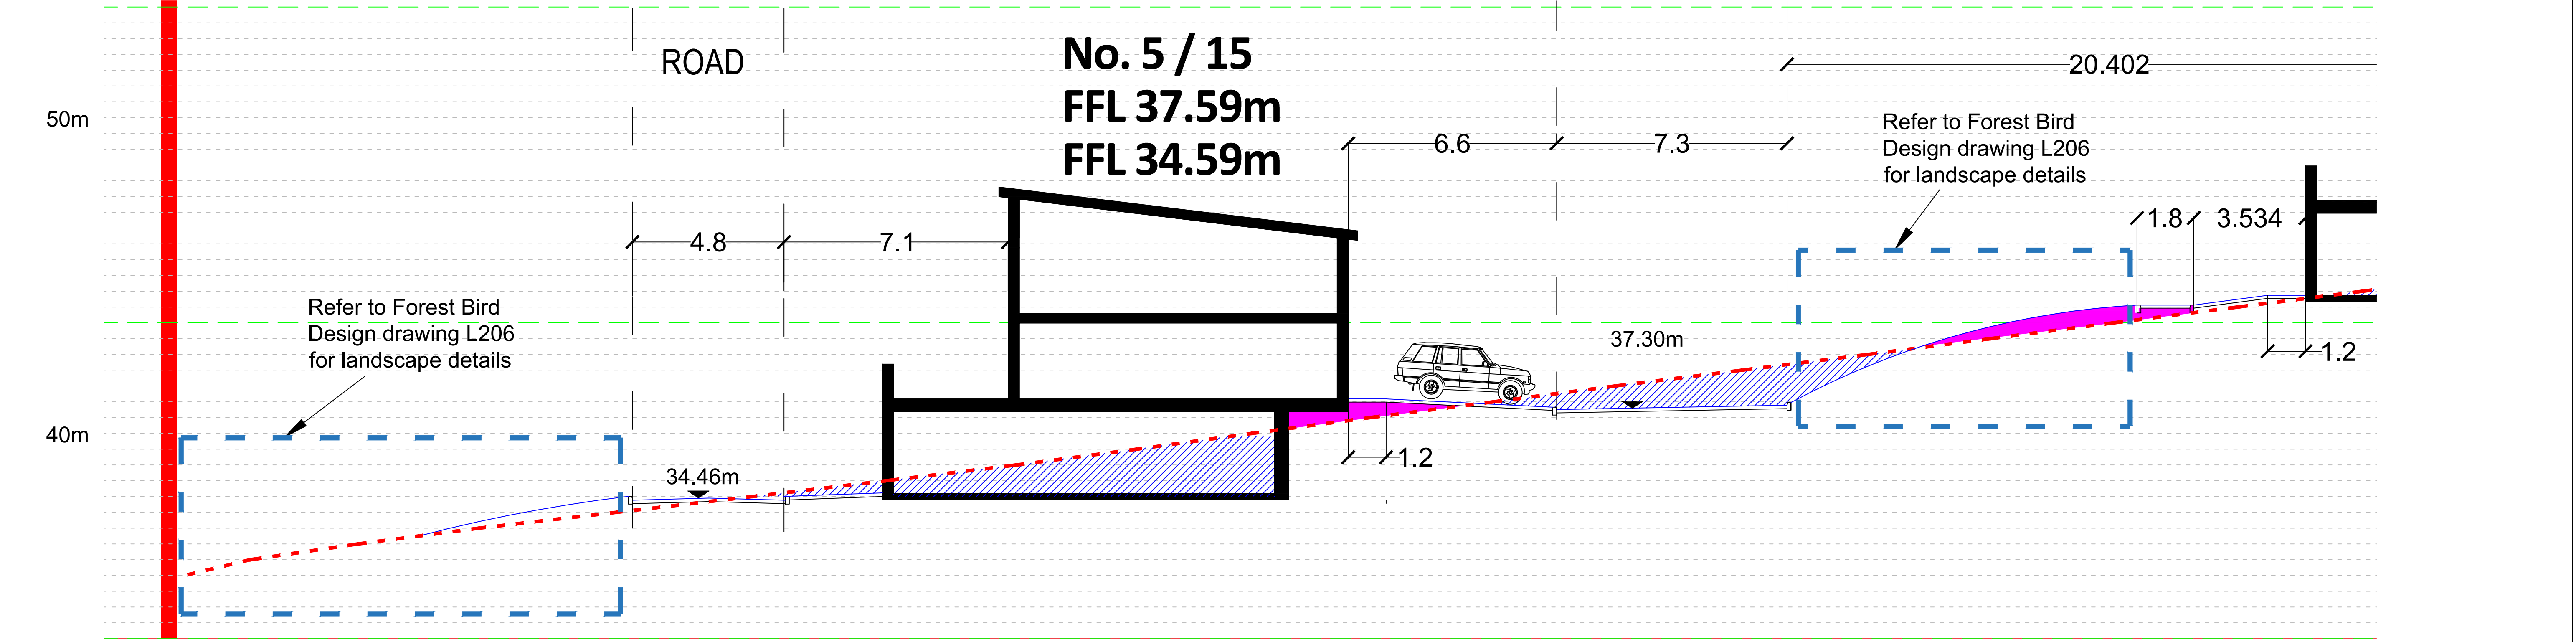 ROAD
No. 5 / 15
FFL 37.59m
FFL 34.59m
20.402
50m
Refer to Forest Bird
Design drawing L206
for landscape details
6.6
7.3
1.8
3.534
4.8
7.1
Refer to Forest Bird
Design drawing L206
for landscape details
37.30m
1.2
40m
1.2
34.46m